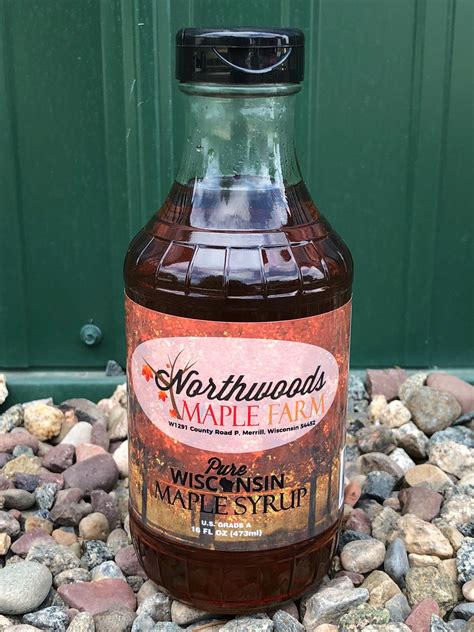 Northwoods
MAPLE FARM
W1291 County Road P, Merrill, Wisconsin 54452
Pure
WISCONSIN
MAPLE SYRUP
U.S. GRADE A
16 FL OZ (473ml)